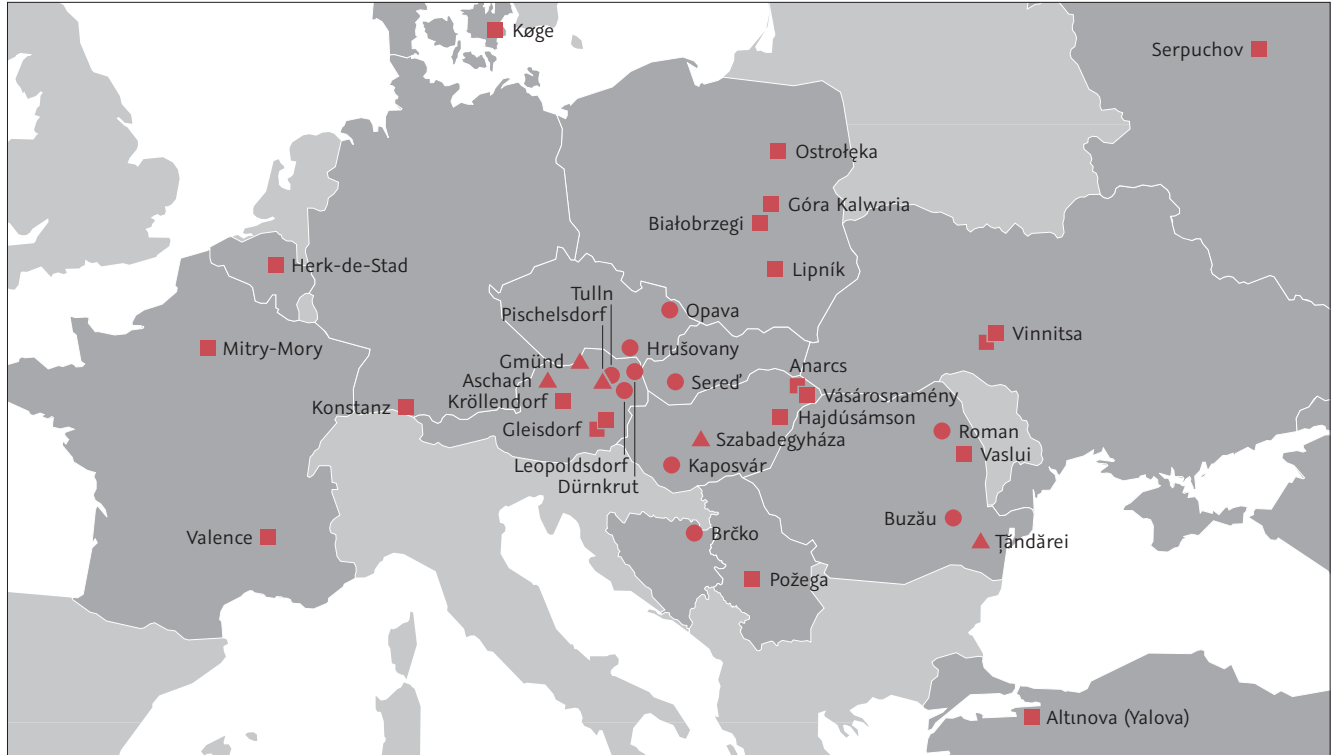 Køge
Serpuchov
Ostrołęka
Góra Kalwaria
Białobrzegi
Herk-de-Stad
Lipník
Tulln
Pischelsdorf
Opava
Vinnitsa
Mitry-Mory
Hrušovany
Gmünd
Anarcs
Aschach
Sereď
Kröllendorf
Vásárosnamény
Konstanz
Hajdúsámson
Gleisdorf
Szabadegyháza
Roman
Vaslui
Leopoldsdorf
Kaposvár
Dürnkrut
Buzău
Valence
Brčko
Țăndărei
Požega
Altınova (Yalova)